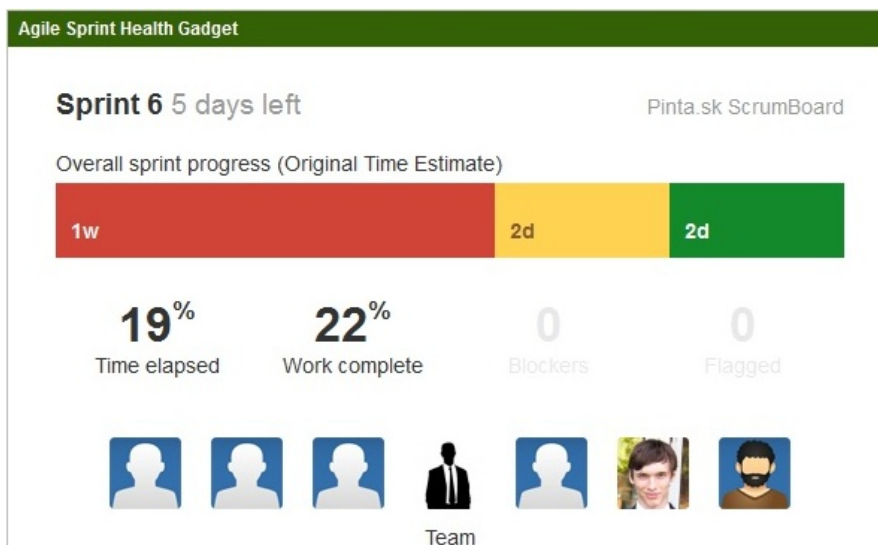 Agile Sprint Health Gadget
Sprint 6 5 days left Pinta.sk ScrumBoard
Overall sprint progress (Original Time Estimate)
1w 2d 2d
19% 22% 0 0
Time elapsed Work complete Blockers Flagged
Team